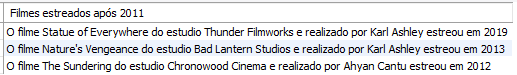 Filmes estreados após 2011
O filme Statue of Everywhere do estudio Thunder Filmworks e realizado por Karl Ashley estreou em 2019
O filme Nature's Vengeance do estudio Bad Lantern Studios e realizado por Karl Ashley estreou em 2013
O filme The Sundering do estudio Chronowood Cinema e realizado por Ahyan Cantu estreou em 2012